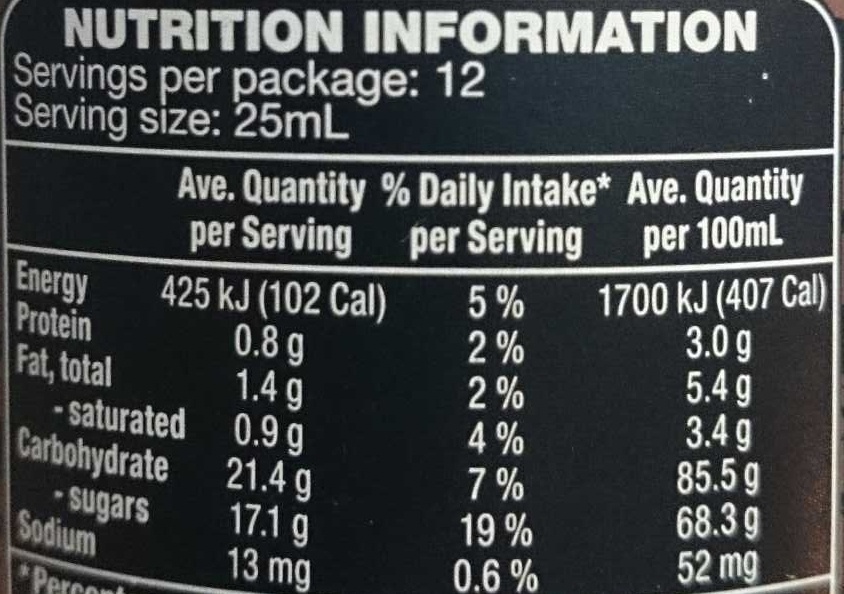 NUTRITION INFORMATION
Servings per package: 12
Serving size: 25mL
Ave. Quantity % Daily Intake* Ave. Quantity
per Serving per Serving per 100mL
Energy 425 kJ (102 Cal) 5 % 1700 kJ (407 Cal)
Protein 0.8 g 2 % 3.0 g
Fat, total 1.4 g 2 % 5.4 g
- saturated 0.9 g 4 % 3.4 g
Carbohydrate 21.4 g 7 % 85.5 g
- sugars 17.1 g 19 % 68.3 g
Sodium 13 mg 0.6 % 52 mg